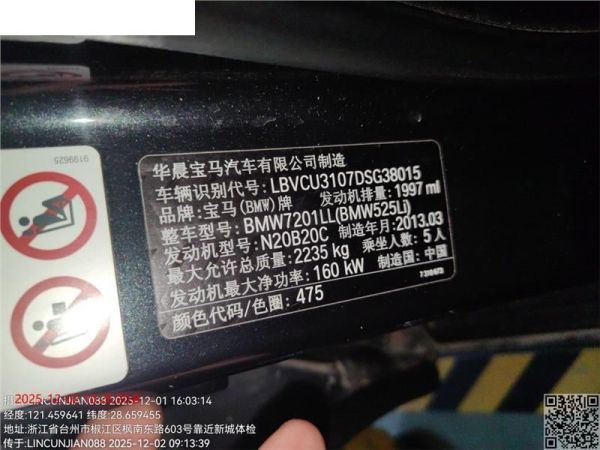 9199625
华晨宝马汽车有限公司制造
车辆识别代号: LBVCU3107DSG38015
品牌: 宝马(BMW)牌 发动机排量: 1997 ml
整车型号: BMW7201LL(BMW525Li)
发动机型号: N20B20C 制造年月: 2013.03
最大允许总质量: 2235 kg 乘坐人数: 5人
发动机最大净功率: 160 kW 制造国: 中国
颜色代码/色圈: 475
7310673
LINCUNJIAN088 2025-12-01 16:03:14
经度:121.459641 纬度:28.659455
地址:浙江省台州市椒江区枫南东路603号靠近新城体检
传于:LINCUNJIAN088 2025-12-02 09:13:39